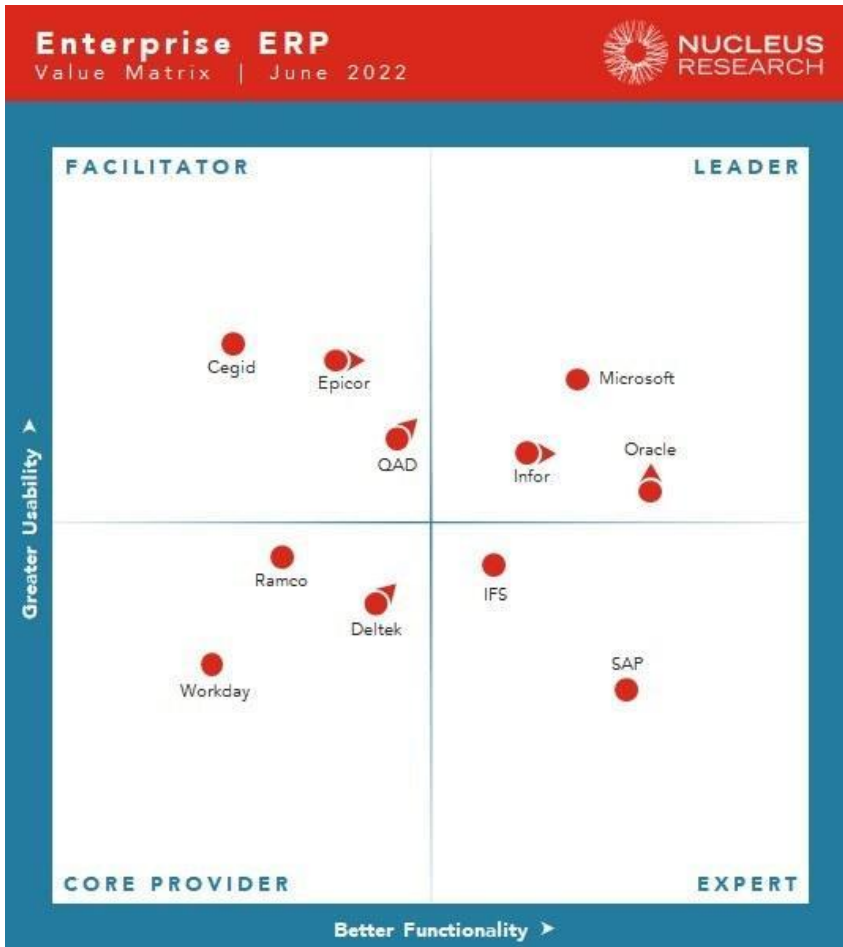 Enterprise ERP
Value Matrix | June 2022
NUCLEUS
RESEARCH
FACILITATOR
LEADER
Cegid
Epicor
Microsoft
QAD
Infor
Oracle
Greater Usability
Ramco
IFS
Deltek
SAP
Workday
CORE PROVIDER
EXPERT
Better Functionality